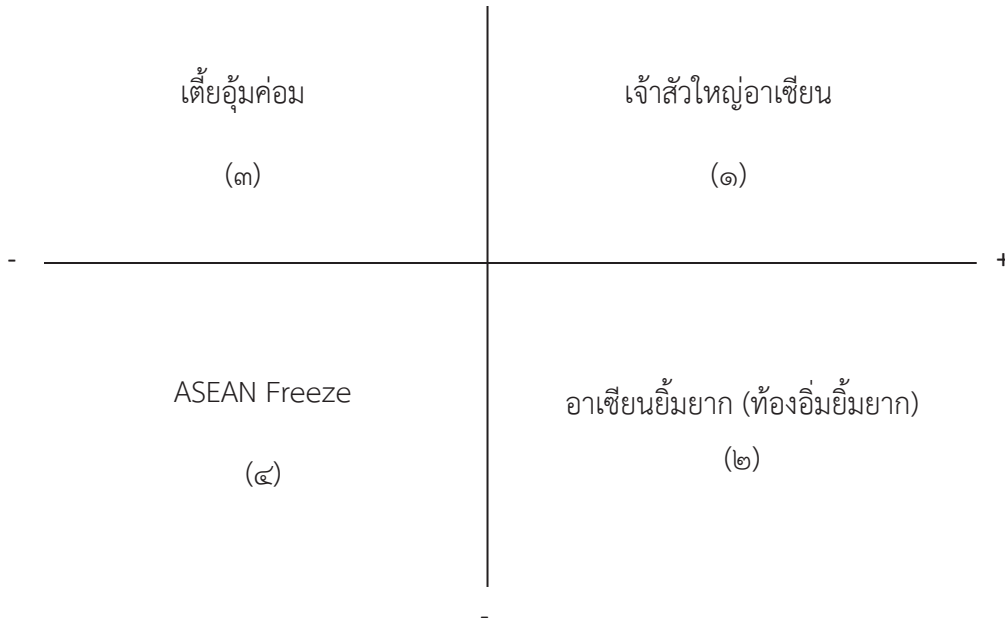 เตี้ยอุ้มค่อม
เจ้าสัวใหญ่อาเซียน
(๓)
(๑)
-
+
ASEAN Freeze
อาเซียนยิ้มยาก (ท้องอิ่มยิ้มยาก)
(๔)
(๒)
-